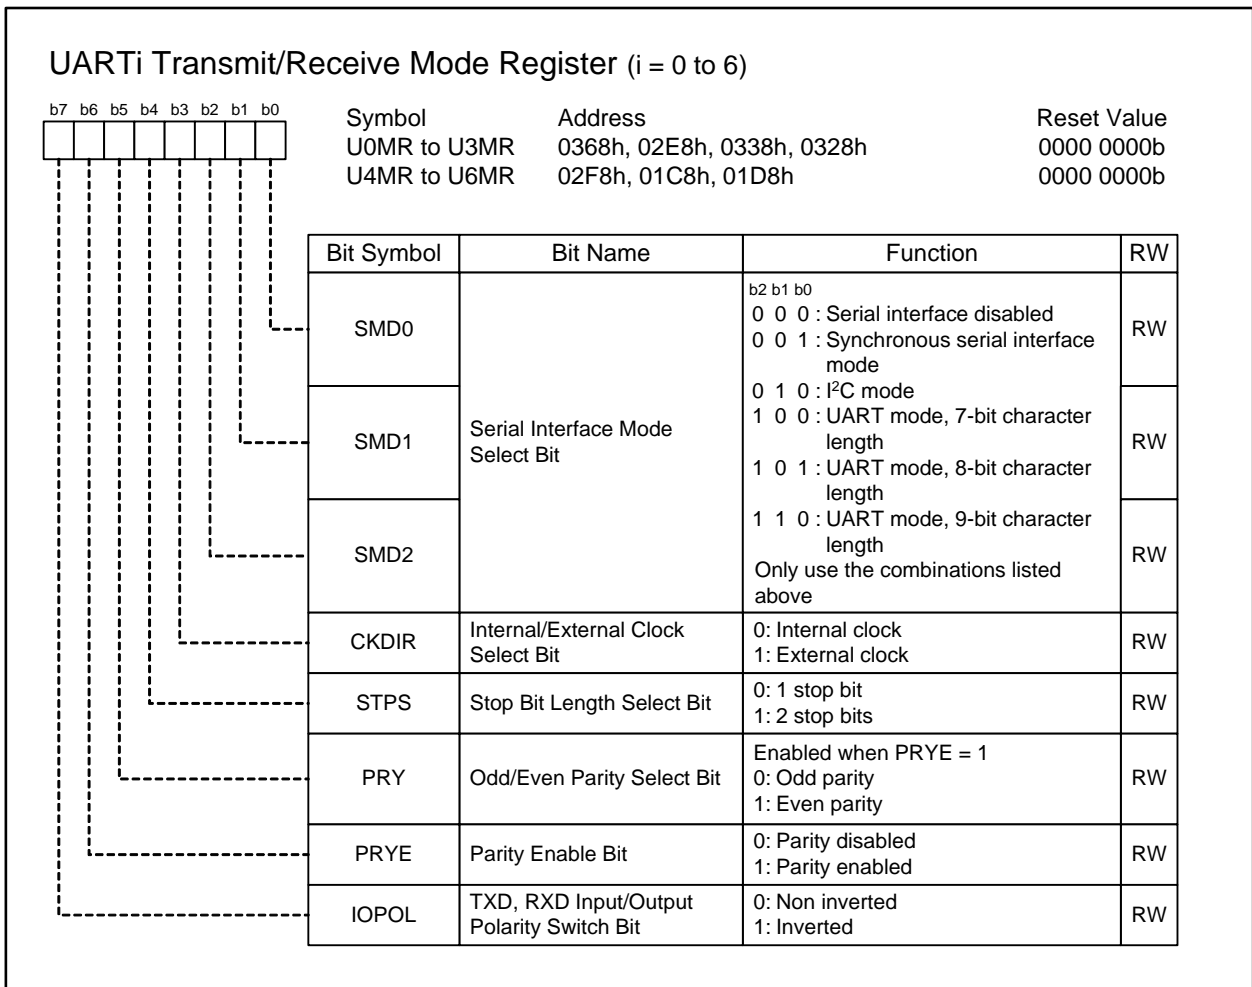 UARTi Transmit/Receive Mode Register (i = 0 to 6)
b7 b6 b5 b4 b3 b2 b1 b0
Symbol Address Reset Value
U0MR to U3MR 0368h, 02E8h, 0338h, 0328h 0000 0000b
U4MR to U6MR 02F8h, 01C8h, 01D8h 0000 0000b
Bit Symbol Bit Name Function RW
SMD0 RW
SMD1 RW
SMD2 RW
Serial Interface Mode
Select Bit
b2 b1 b0
0 0 0 : Serial interface disabled
0 0 1 : Synchronous serial interface
mode
0 1 0 : I²C mode
1 0 0 : UART mode, 7-bit character
length
1 0 1 : UART mode, 8-bit character
length
1 1 0 : UART mode, 9-bit character
length
Only use the combinations listed
above
CKDIR
Internal/External Clock
Select Bit
0: Internal clock
1: External clock
RW
STPS
Stop Bit Length Select Bit
0: 1 stop bit
1: 2 stop bits
RW
PRY
Odd/Even Parity Select Bit
Enabled when PRYE = 1
0: Odd parity
1: Even parity
RW
PRYE
Parity Enable Bit
0: Parity disabled
1: Parity enabled
RW
IOPOL
TXD, RXD Input/Output
Polarity Switch Bit
0: Non inverted
1: Inverted
RW